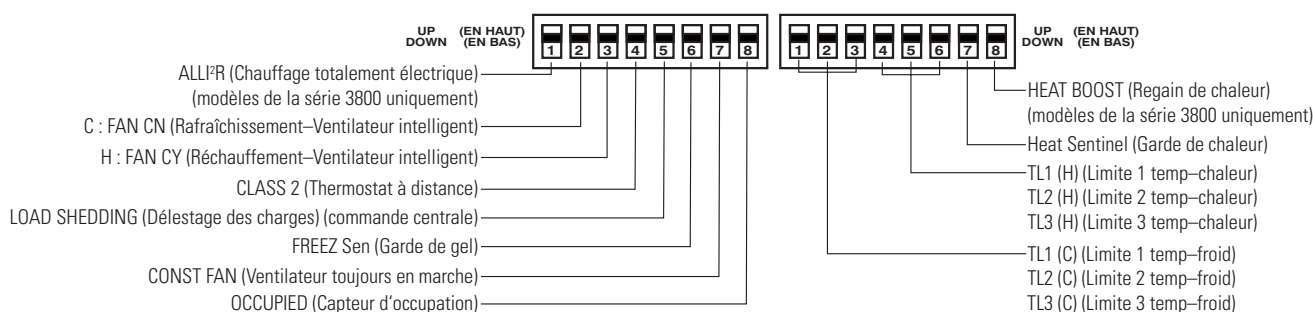 UP (EN HAUT)
DOWN (EN BAS)
1 2 3 4 5 6 7 8
1 2 3 4 5 6 7 8
UP (EN HAUT)
DOWN (EN BAS)
ALLI²R (Chauffage totalement électrique)
(modèles de la série 3800 uniquement)
C : FAN CN (Rafraîchissement–Ventilateur intelligent)
H : FAN CY (Réchauffement–Ventilateur intelligent)
CLASS 2 (Thermostat à distance)
LOAD SHEDDING (Délestage des charges) (commande centrale)
FREEZ Sen (Garde de gel)
CONST FAN (Ventilateur toujours en marche)
OCCUPIED (Capteur d‘occupation)
HEAT BOOST (Regain de chaleur)
(modèles de la série 3800 uniquement)
Heat Sentinel (Garde de chaleur)
TL1 (H) (Limite 1 temp–chaleur)
TL2 (H) (Limite 2 temp–chaleur)
TL3 (H) (Limite 3 temp–chaleur)
TL1 (C) (Limite 1 temp–froid)
TL2 (C) (Limite 2 temp–froid)
TL3 (C) (Limite 3 temp–froid)